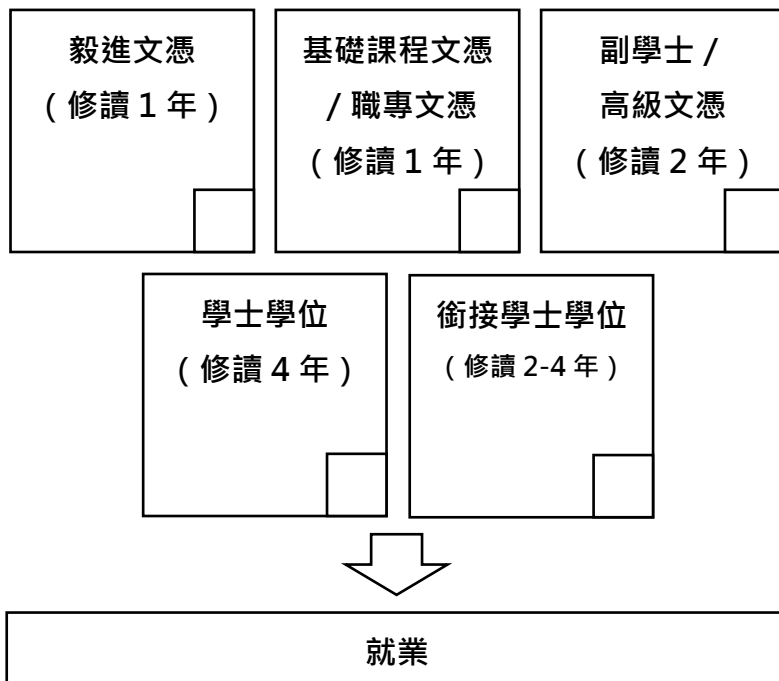 毅進文憑
（修讀 1 年）
基礎課程文憑
/ 職專文憑
（修讀 1 年）
副學士 /
高級文憑
（修讀 2 年）
學士學位
（修讀 4 年）
銜接學士學位
（修讀 2-4 年）
就業